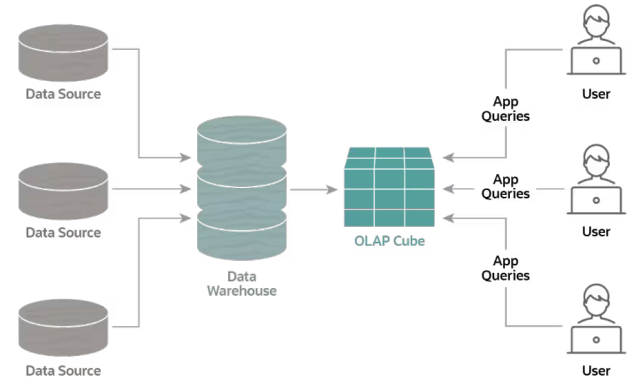 Data Source
Data Source
Data Source
Data
Warehouse
OLAP Cube
App
Queries
App
Queries
App
Queries
User
User
User